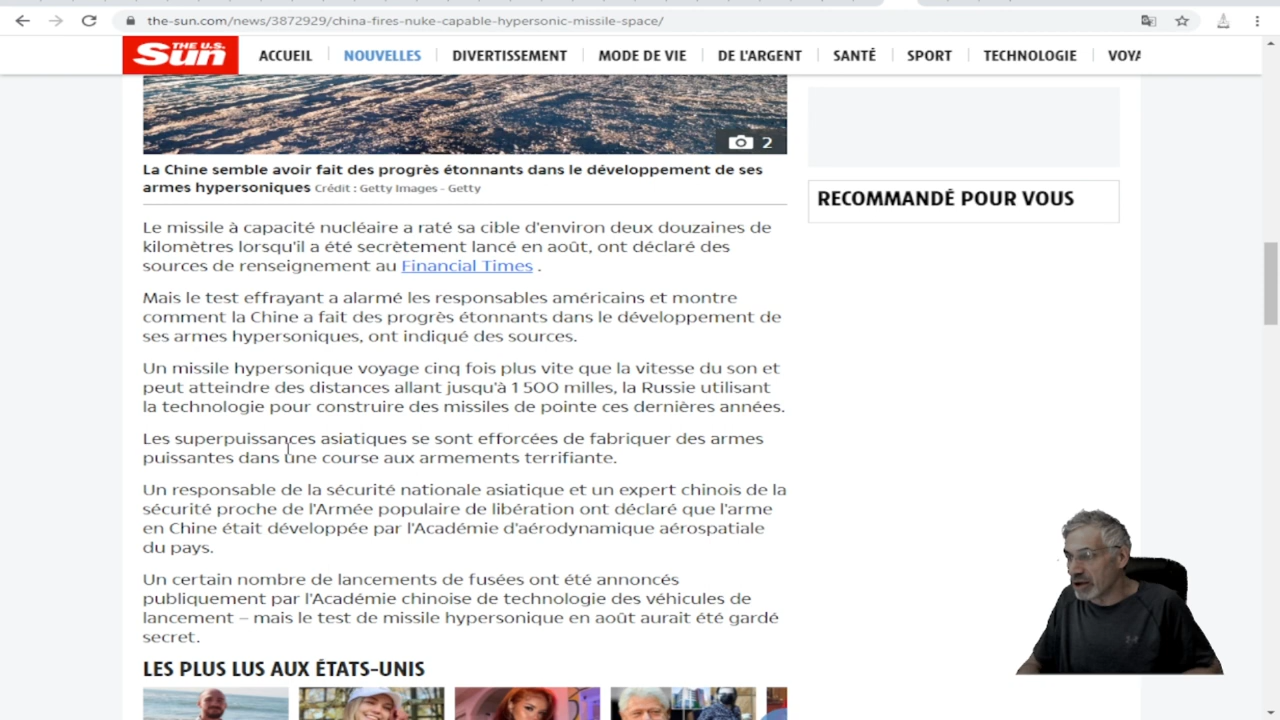 the-sun.com/news/3872929/china-fires-nuke-capable-hypersonic-missile-space/
THE U.S. Sun
ACCUEIL NOUVELLES DIVERTISSEMENT MODE DE VIE DE L'ARGENT SANTÉ SPORT TECHNOLOGIE VOYA
2
La Chine semble avoir fait des progrès étonnants dans le développement de ses
armes hypersoniques Crédit : Getty Images - Getty
RECOMMANDÉ POUR VOUS
Le missile à capacité nucléaire a raté sa cible d'environ deux douzaines de
kilomètres lorsqu'il a été secrètement lancé en août, ont déclaré des
sources de renseignement au Financial Times .
Mais le test effrayant a alarmé les responsables américains et montre
comment la Chine a fait des progrès étonnants dans le développement de
ses armes hypersoniques, ont indiqué des sources.
Un missile hypersonique voyage cinq fois plus vite que la vitesse du son et
peut atteindre des distances allant jusqu'à 1 500 milles, la Russie utilisant
la technologie pour construire des missiles de pointe ces dernières années.
Les superpuissances asiatiques se sont efforcées de fabriquer des armes
puissantes dans une course aux armements terrifiante.
Un responsable de la sécurité nationale asiatique et un expert chinois de la
sécurité proche de l'Armée populaire de libération ont déclaré que l'arme
en Chine était développée par l'Académie d'aérodynamique aérospatiale
du pays.
Un certain nombre de lancements de fusées ont été annoncés
publiquement par l'Académie chinoise de technologie des véhicules de
lancement – mais le test de missile hypersonique en août aurait été gardé
secret.
LES PLUS LUS AUX ÉTATS-UNIS